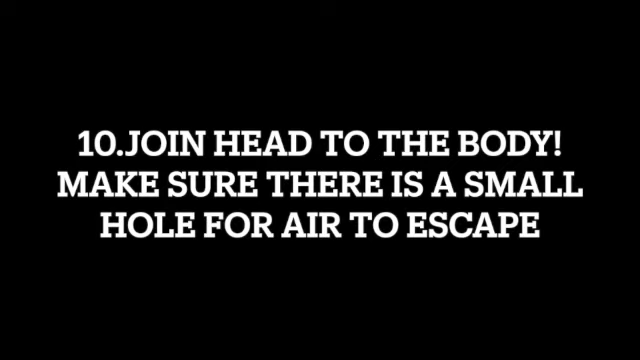 10.JOIN HEAD TO THE BODY!
MAKE SURE THERE IS A SMALL
HOLE FOR AIR TO ESCAPE